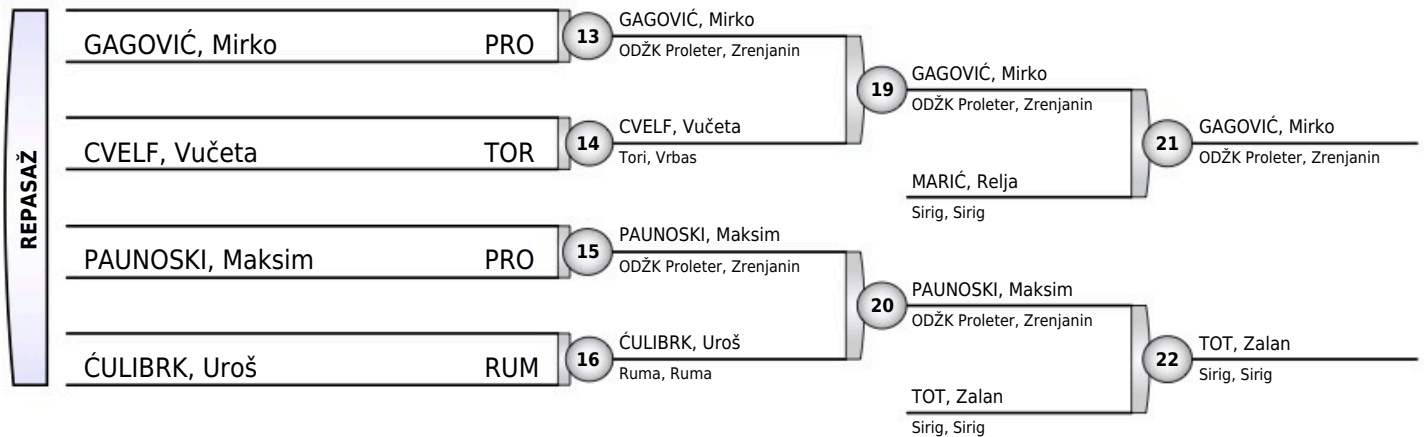 REPASAŽ
GAGOVIĆ, Mirko PRO
CVELF, Vučeta TOR
PAUNOSKI, Maksim PRO
ĆULIBRK, Uroš RUM
13
GAGOVIĆ, Mirko
ODŽK Proleter, Zrenjanin
14
CVELF, Vučeta
Tori, Vrbas
15
PAUNOSKI, Maksim
ODŽK Proleter, Zrenjanin
16
ĆULIBRK, Uroš
Ruma, Ruma
19
GAGOVIĆ, Mirko
ODŽK Proleter, Zrenjanin
MARIĆ, Relja
Sirig, Sirig
20
PAUNOSKI, Maksim
ODŽK Proleter, Zrenjanin
TOT, Zalan
Sirig, Sirig
21
GAGOVIĆ, Mirko
ODŽK Proleter, Zrenjanin
22
TOT, Zalan
Sirig, Sirig